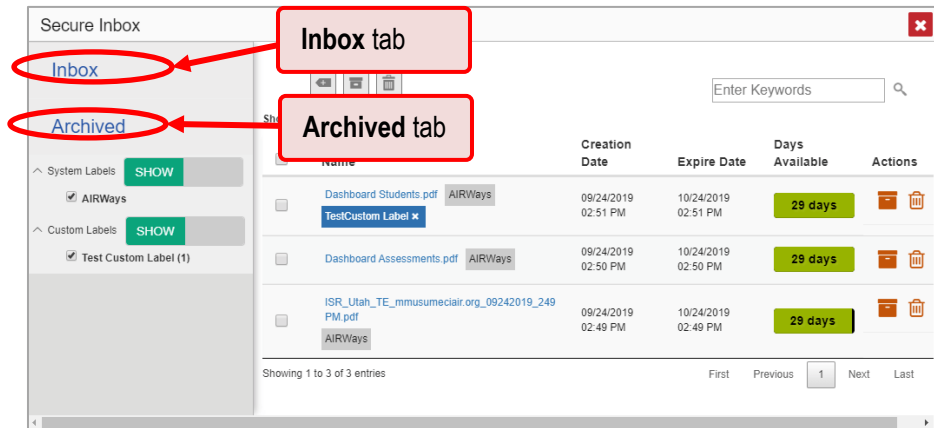 Secure Inbox
Inbox tab
Inbox
Enter Keywords
Archived
Archived tab
System Labels SHOW
AIRWays
Custom Labels SHOW
Test Custom Label (1)
Name Creation Date Expire Date Days Available Actions
Dashboard Students.pdf AIRWays
TestCustom Label ×
09/24/2019
02:51 PM
10/24/2019
02:51 PM
29 days
Dashboard Assessments.pdf AIRWays
09/24/2019
02:50 PM
10/24/2019
02:50 PM
29 days
ISR_Utah_TE_mmusumeciair.org_09242019_249
PM.pdf
AIRWays
09/24/2019
02:49 PM
10/24/2019
02:49 PM
29 days
Showing 1 to 3 of 3 entries
First Previous 1 Next Last